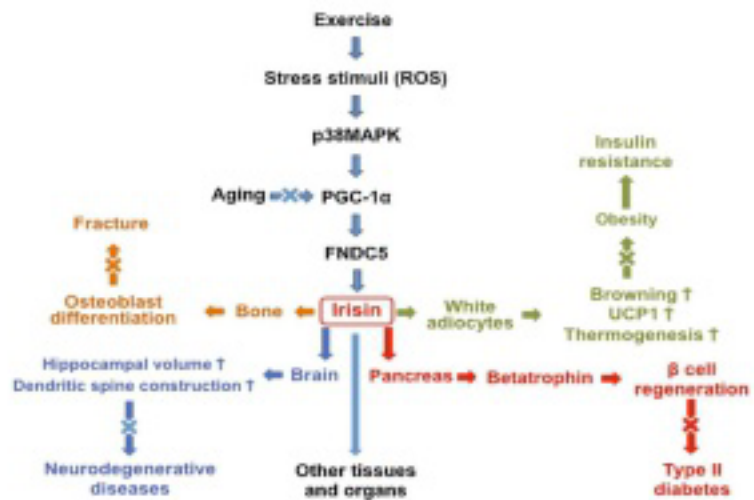 Exercise
Stress stimuli (ROS)
p38MAPK
Insulin
resistance
Aging
PGC-1α
Obesity
Fracture
FNDC5
Browning ↑
UCP1 ↑
Thermogenesis ↑
Osteoblast
differentiation
Bone
Irisin
White
adiocytes
Hippocampal volume ↑
Dendritic spine construction ↑
Brain
Pancreas
Betatrophin
β cell
regeneration
Neurodegenerative
diseases
Other tissues
and organs
Type II
diabetes